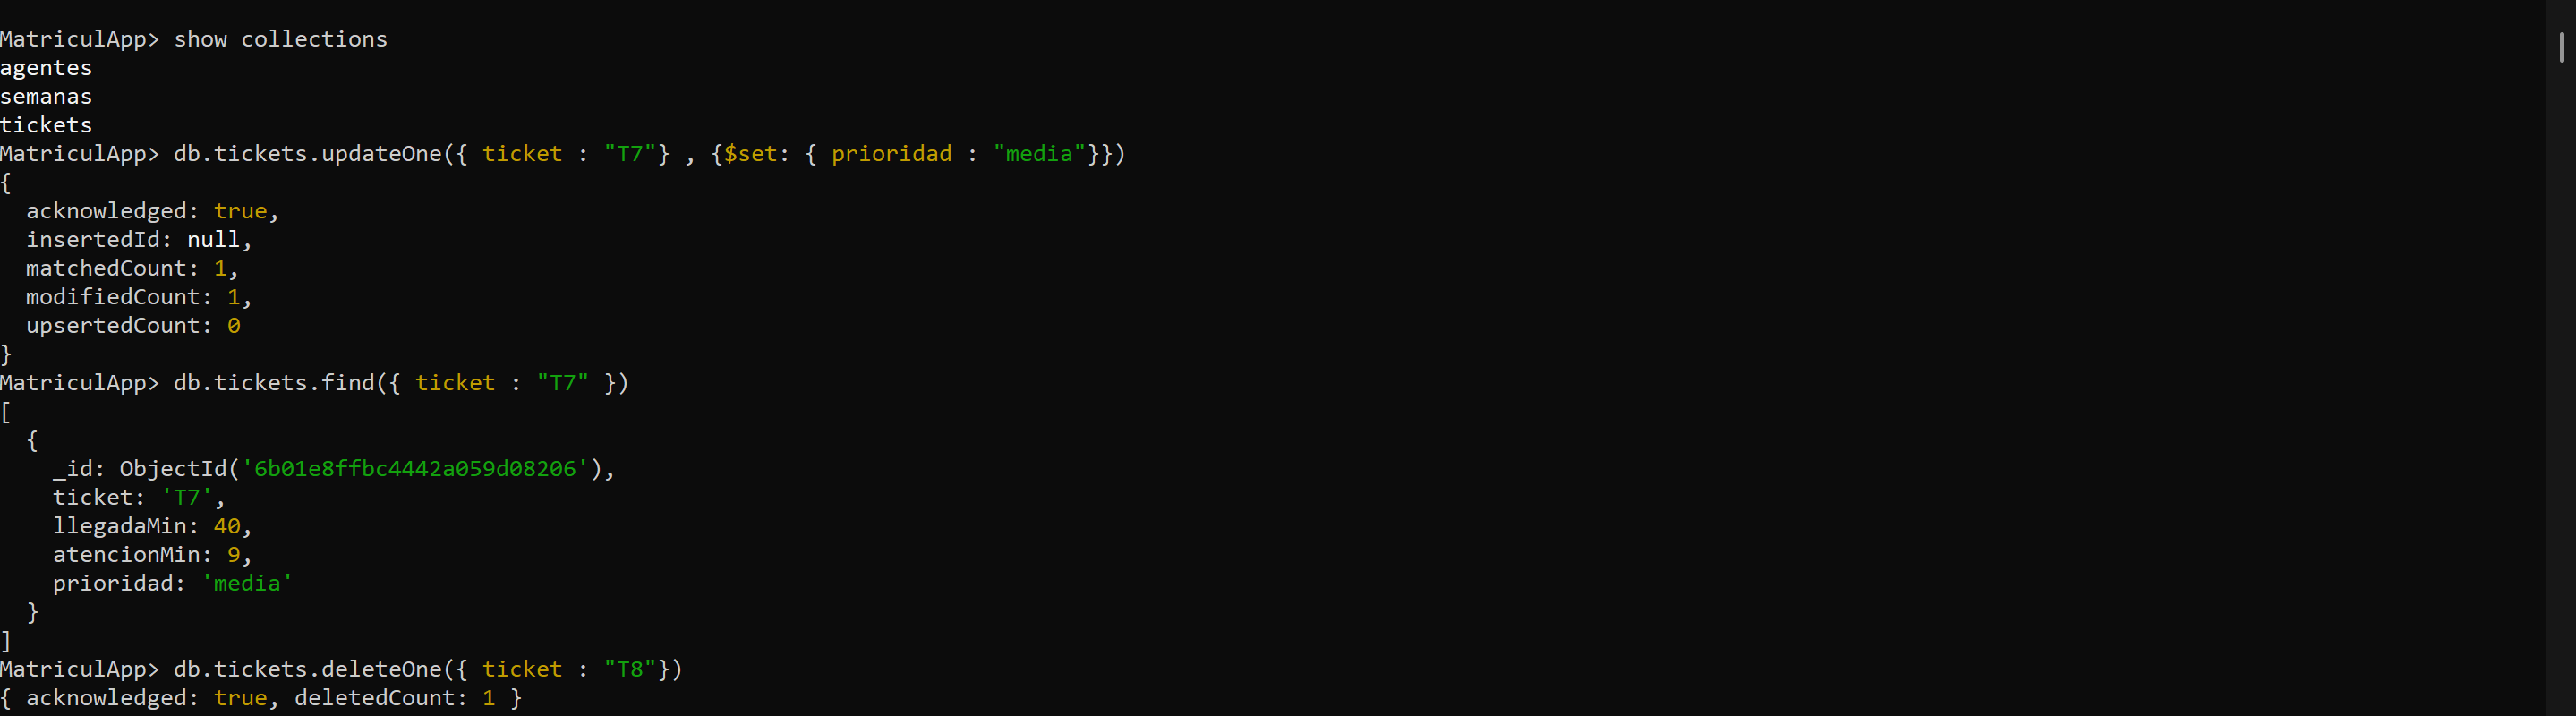 MatriculApp> show collections
agentes
semanas
tickets
MatriculApp> db.tickets.updateOne({ ticket : "T7"} , {$set: { prioridad : "media"}})
{
  acknowledged: true,
  insertedId: null,
  matchedCount: 1,
  modifiedCount: 1,
  upsertedCount: 0
}
MatriculApp> db.tickets.find({ ticket : "T7" })
[
  {
    _id: ObjectId('6b01e8ffbc4442a059d08206'),
    ticket: 'T7',
    llegadaMin: 40,
    atencionMin: 9,
    prioridad: 'media'
  }
]
MatriculApp> db.tickets.deleteOne({ ticket : "T8"})
{ acknowledged: true, deletedCount: 1 }